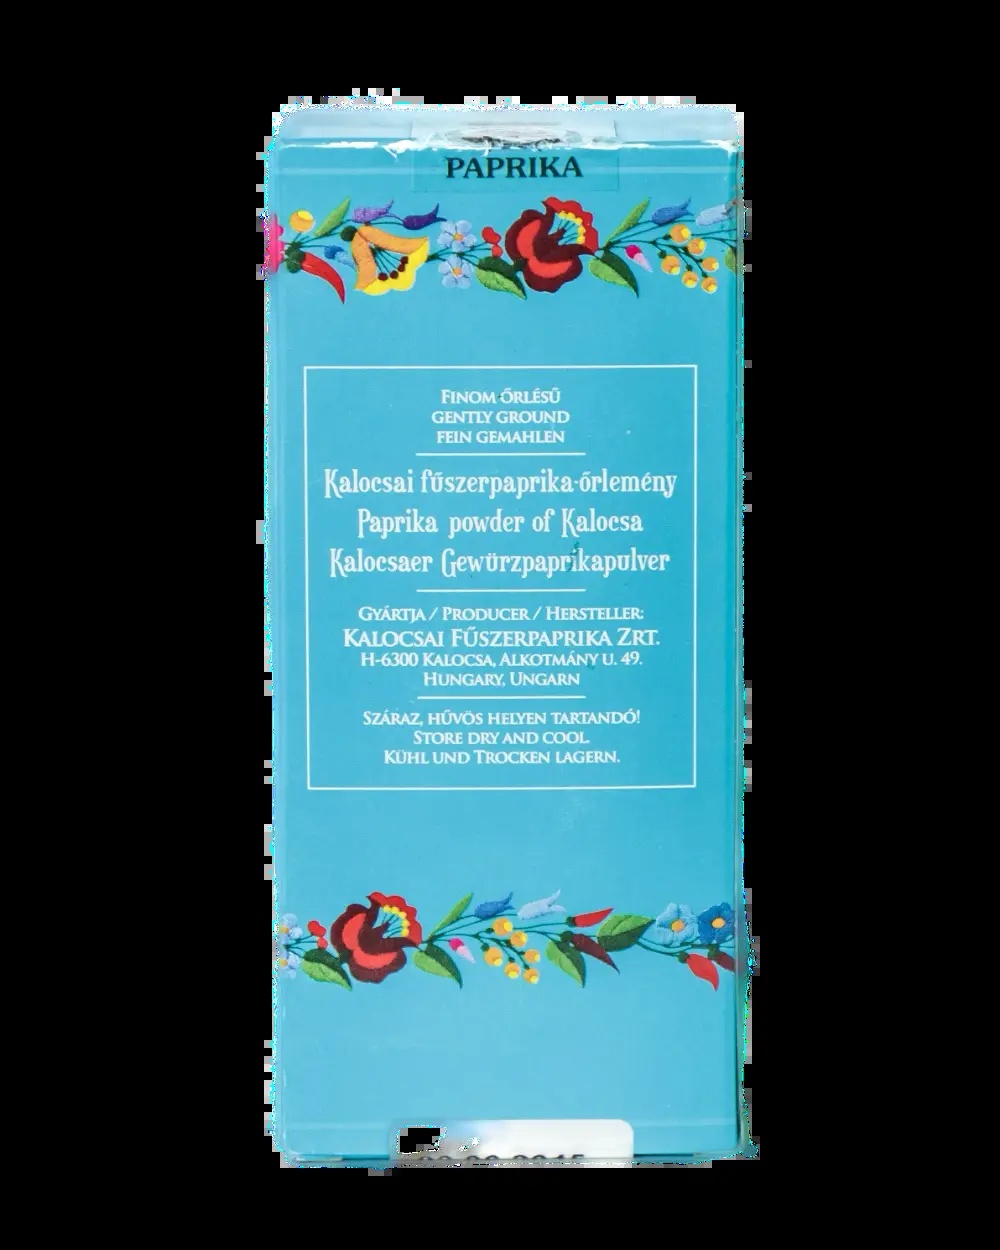 PAPRIKA
FINOM ŐRLÉSŰ
GENTLY GROUND
FEIN GEMAHLEN
Kalocsai fűszerpaprika-őrlemény
Paprika powder of Kalocsa
Kalocsaer Gewürzpaprikapulver
GYÁRTJA / PRODUCER / HERSTELLER:
KALOCSAI FŰSZERPAPRIKA ZRT.
H-6300 KALOCSA, ALKOTMÁNY U. 49.
HUNGARY, UNGARN
SZÁRAZ, HŰVÖS HELYEN TARTANDÓ!
STORE DRY AND COOL.
KÜHL UND TROCKEN LAGERN.